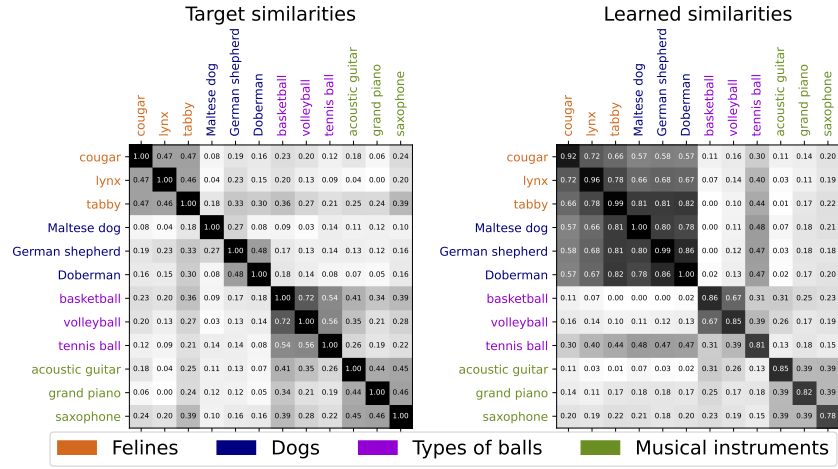 Target similarities
Learned similarities
cougar lynx tabby Maltese dog German shepherd Doberman basketball volleyball tennis ball acoustic guitar grand piano saxophone
cougar lynx tabby Maltese dog German shepherd Doberman basketball volleyball tennis ball acoustic guitar grand piano saxophone
cougar 1.00 0.47 0.47 0.08 0.19 0.16 0.23 0.20 0.12 0.18 0.06 0.24
lynx 0.47 1.00 0.46 0.04 0.23 0.15 0.20 0.13 0.09 0.04 0.00 0.20
tabby 0.47 0.46 1.00 0.18 0.33 0.30 0.36 0.27 0.21 0.25 0.24 0.39
Maltese dog 0.08 0.04 0.18 1.00 0.27 0.08 0.09 0.03 0.14 0.11 0.12 0.10
German shepherd 0.19 0.23 0.33 0.27 1.00 0.48 0.17 0.13 0.14 0.13 0.12 0.16
Doberman 0.16 0.15 0.30 0.08 0.48 1.00 0.18 0.14 0.08 0.07 0.05 0.16
basketball 0.23 0.20 0.36 0.09 0.17 0.18 1.00 0.72 0.54 0.41 0.34 0.39
volleyball 0.20 0.13 0.27 0.03 0.13 0.14 0.72 1.00 0.56 0.35 0.21 0.28
tennis ball 0.12 0.09 0.21 0.14 0.14 0.08 0.54 0.56 1.00 0.26 0.19 0.22
acoustic guitar 0.18 0.04 0.25 0.11 0.13 0.07 0.41 0.35 0.26 1.00 0.44 0.45
grand piano 0.06 0.00 0.24 0.12 0.12 0.05 0.34 0.21 0.19 0.44 1.00 0.46
saxophone 0.24 0.20 0.39 0.10 0.16 0.16 0.39 0.28 0.22 0.45 0.46 1.00
cougar 0.92 0.72 0.66 0.57 0.58 0.57 0.11 0.16 0.30 0.11 0.14 0.20
lynx 0.72 0.96 0.78 0.66 0.68 0.67 0.07 0.14 0.40 0.03 0.11 0.19
tabby 0.66 0.78 0.99 0.81 0.81 0.82 0.00 0.10 0.44 0.01 0.17 0.22
Maltese dog 0.57 0.66 0.81 1.00 0.80 0.78 0.00 0.11 0.48 0.07 0.18 0.21
German shepherd 0.58 0.68 0.81 0.80 0.99 0.86 0.00 0.12 0.47 0.03 0.18 0.18
Doberman 0.57 0.67 0.82 0.78 0.86 1.00 0.02 0.13 0.47 0.02 0.17 0.20
basketball 0.11 0.07 0.00 0.00 0.00 0.02 0.86 0.67 0.31 0.31 0.25 0.23
volleyball 0.16 0.14 0.10 0.11 0.12 0.13 0.67 0.85 0.39 0.26 0.17 0.19
tennis ball 0.30 0.40 0.44 0.48 0.47 0.47 0.31 0.39 0.81 0.13 0.18 0.15
acoustic guitar 0.11 0.03 0.01 0.07 0.03 0.02 0.31 0.26 0.13 0.85 0.39 0.39
grand piano 0.14 0.11 0.17 0.18 0.18 0.17 0.25 0.17 0.18 0.39 0.82 0.39
saxophone 0.20 0.19 0.22 0.21 0.18 0.20 0.23 0.19 0.15 0.39 0.39 0.78
Felines Dogs Types of balls Musical instruments